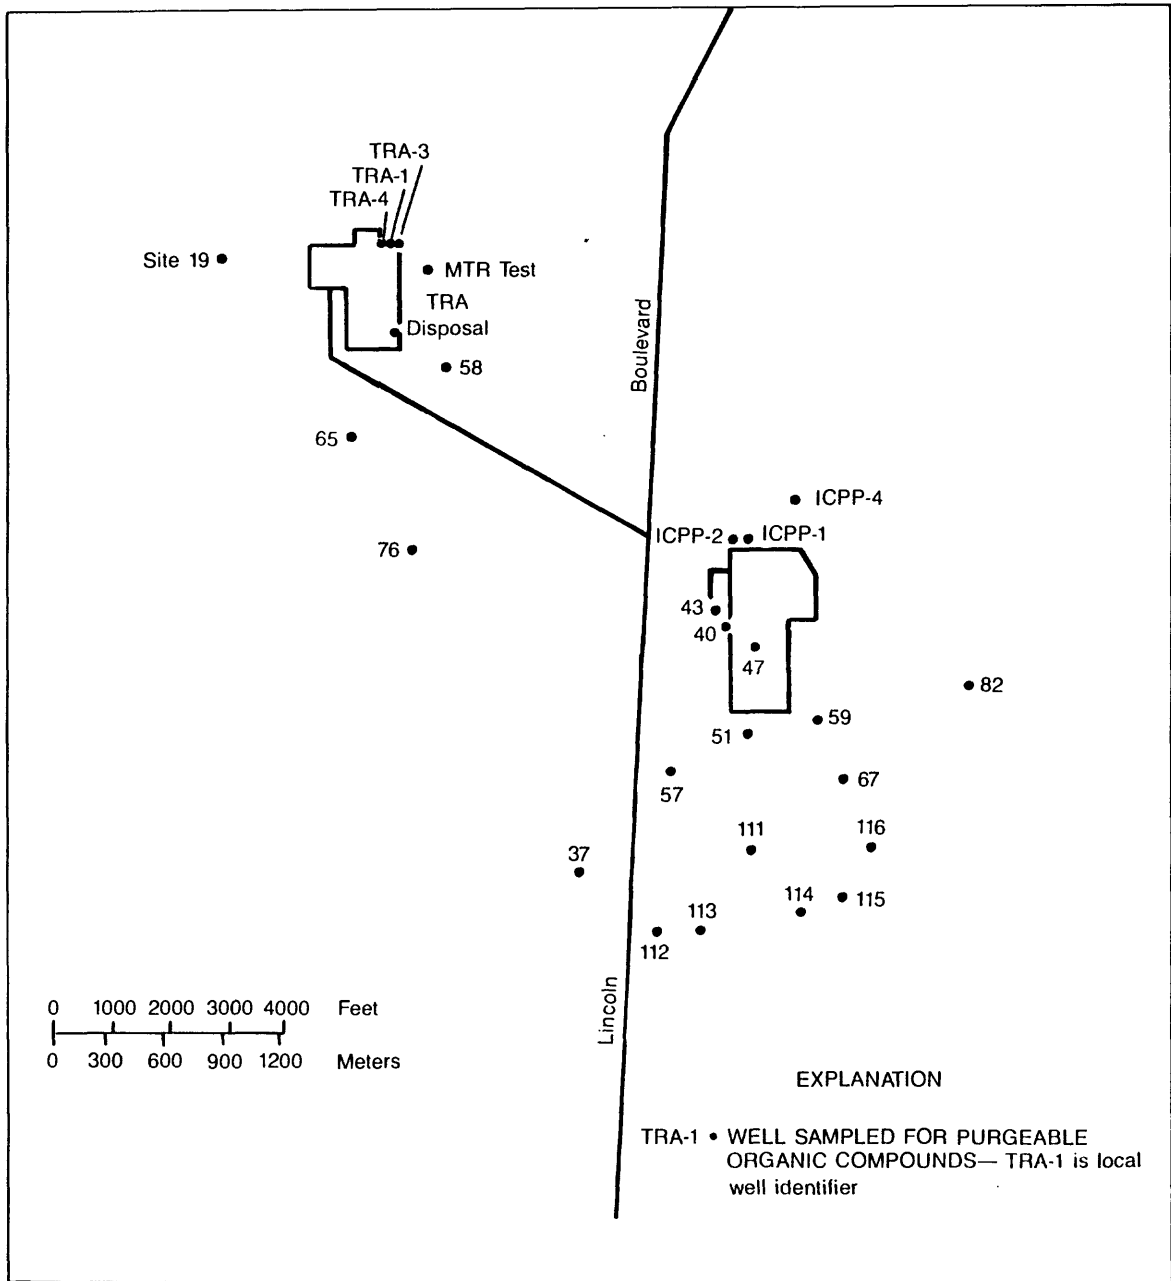 TRA-3
TRA-1
TRA-4
Site 19
MTR Test
TRA
Disposal
58
65
76
Boulevard
ICPP-4
ICPP-2
ICPP-1
43
40
47
82
59
51
57
67
111
116
37
114
115
113
112
Lincoln
0 1000 2000 3000 4000 Feet
0 300 600 900 1200 Meters
EXPLANATION
TRA-1 • WELL SAMPLED FOR PURGEABLE
ORGANIC COMPOUNDS— TRA-1 is local
well identifier